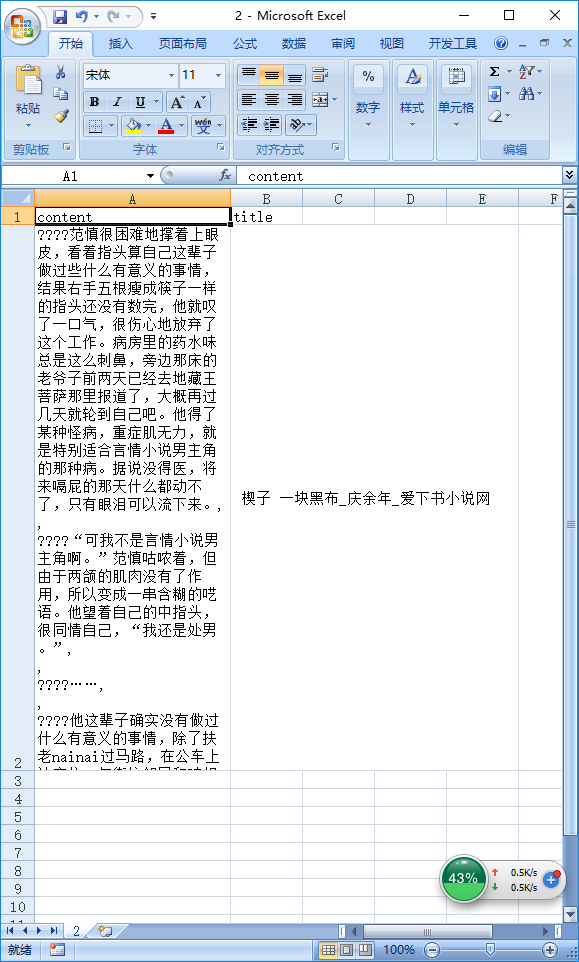 2 - Microsoft Excel
开始 插入 页面布局 公式 数据 审阅 视图 开发工具
宋体 11
粘贴
B I U A A
A wén 文
% 数字
A 样式
单元格
Σ
剪贴板 字体 对齐方式 编辑
A1 fx content
A B C D E F
1 content title
????范慎很困难地撑着上眼
皮，看着指头算自己这辈子
做过些什么有意义的事情，
结果右手五根瘦成筷子一样
的指头还没有数完，他就叹
了一口气，很伤心地放弃了
这个工作。病房里的药水味
总是这么刺鼻，旁边那床的
老爷子前两天已经去地藏王
菩萨那里报道了，大概再过
几天就轮到自己吧。他得了
某种怪病，重症肌无力，就
是特别适合言情小说男主角
的那种病。据说没得医，将
来嗝屁的那天什么都动不
了，只有眼泪可以流下来。,
,
楔子 一块黑布_庆余年_爱下书小说网
????“可我不是言情小说男
主角啊。”范慎咕哝着，但
由于两颌的肌肉没有了作
用，所以变成一串含糊的呓
语。他望着自己的中指头，
很同情自己，“我还是处男
。”,
,
????……,
,
????他这辈子确实没有做过
什么有意义的事情，除了扶
老nainai过马路，在公车上
2
3
4
5
6
7
8
9
10
11
43% 0.5K/s
0.5K/s
2
就绪 100%